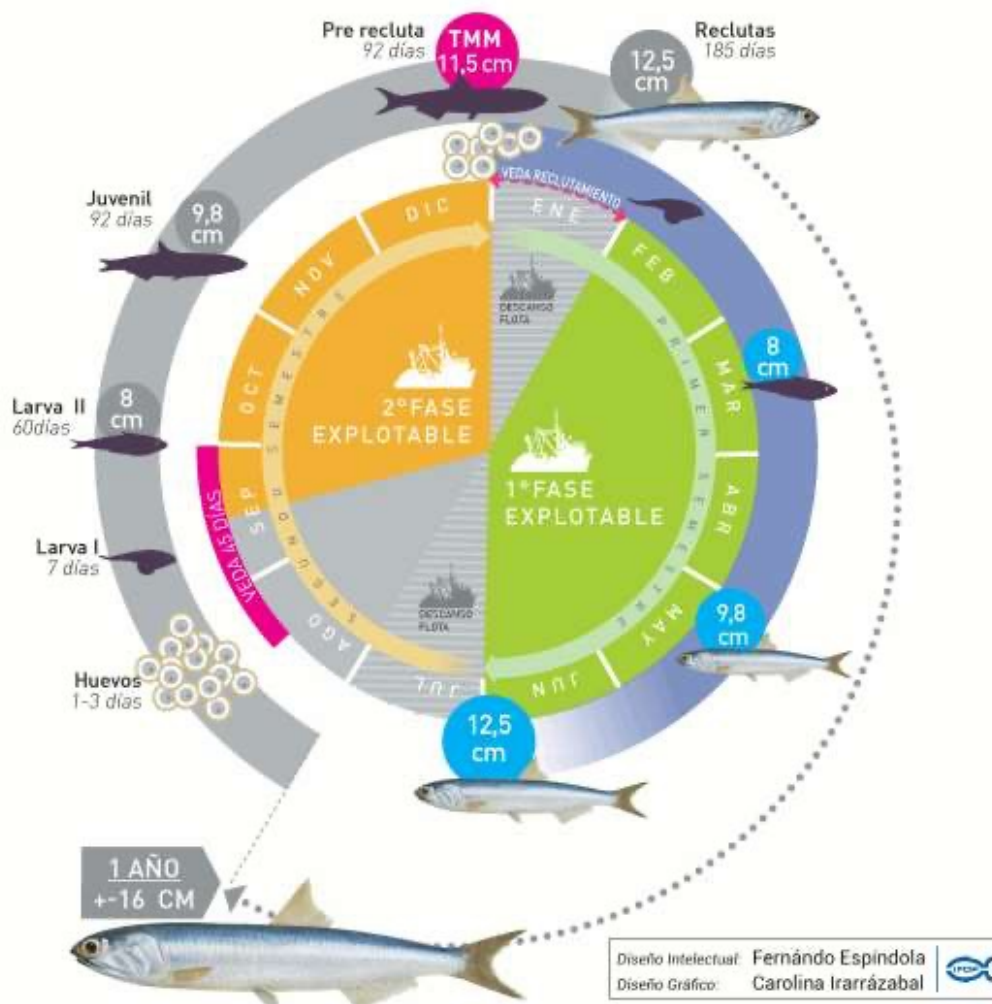 Pre recluta
92 días
TMM
11,5 cm
12,5
cm
Reclutas
185 días
Juvenil
92 días
9,8
cm
Larva II
60días
8
cm
Larva I
7 días
Huevos
1-3 días
VEDA RECLUTAMIENTO
ENE
FEB
MAR
ABR
MAY
JUN
JUL
AGO
SEP
OCT
NOV
DIC
PRIMER SEMESTRE
SEGUNDO SEMESTRE
DESCANSO
FLOTA
2°FASE
EXPLOTABLE
1°FASE
EXPLOTABLE
DESCANSO
FLOTA
VEDA 45 DÍAS
8
cm
9,8
cm
12,5
cm
1 AÑO
+-16 CM
Diseño Intelectual: Fernándo Espíndola
Diseño Gráfico: Carolina Irarrázabal